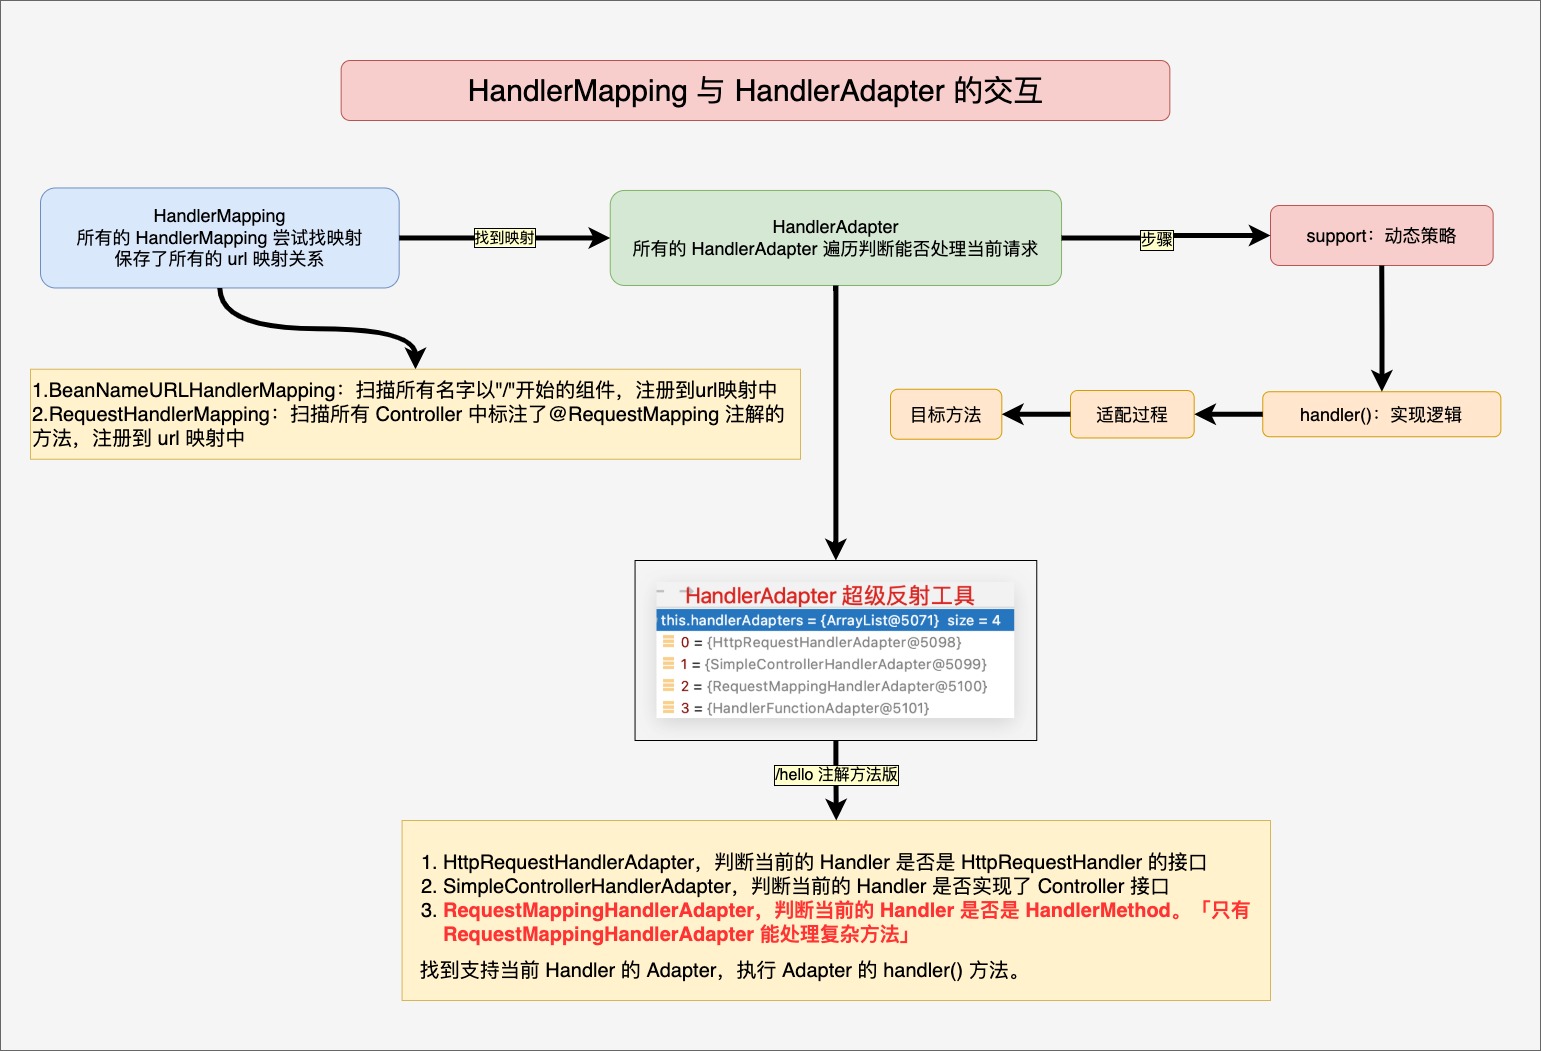 HandlerMapping 与 HandlerAdapter 的交互
HandlerMapping
所有的 HandlerMapping 尝试找映射
保存了所有的 url 映射关系
找到映射
HandlerAdapter
所有的 HandlerAdapter 遍历判断能否处理当前请求
步骤
support：动态策略
1.BeanNameURLHandlerMapping：扫描所有名字以"/"开始的组件，注册到url映射中
2.RequestHandlerMapping：扫描所有 Controller 中标注了@RequestMapping 注解的
方法，注册到 url 映射中
目标方法
适配过程
handler()：实现逻辑
HandlerAdapter 超级反射工具
this.handlerAdapters = {ArrayList@5071} size = 4
0 = {HttpRequestHandlerAdapter@5098}
1 = {SimpleControllerHandlerAdapter@5099}
2 = {RequestMappingHandlerAdapter@5100}
3 = {HandlerFunctionAdapter@5101}
/hello 注解方法版
1. HttpRequestHandlerAdapter，判断当前的 Handler 是否是 HttpRequestHandler 的接口
2. SimpleControllerHandlerAdapter，判断当前的 Handler 是否实现了 Controller 接口
3. RequestMappingHandlerAdapter，判断当前的 Handler 是否是 HandlerMethod。「只有
RequestMappingHandlerAdapter 能处理复杂方法」
找到支持当前 Handler 的 Adapter，执行 Adapter 的 handler() 方法。